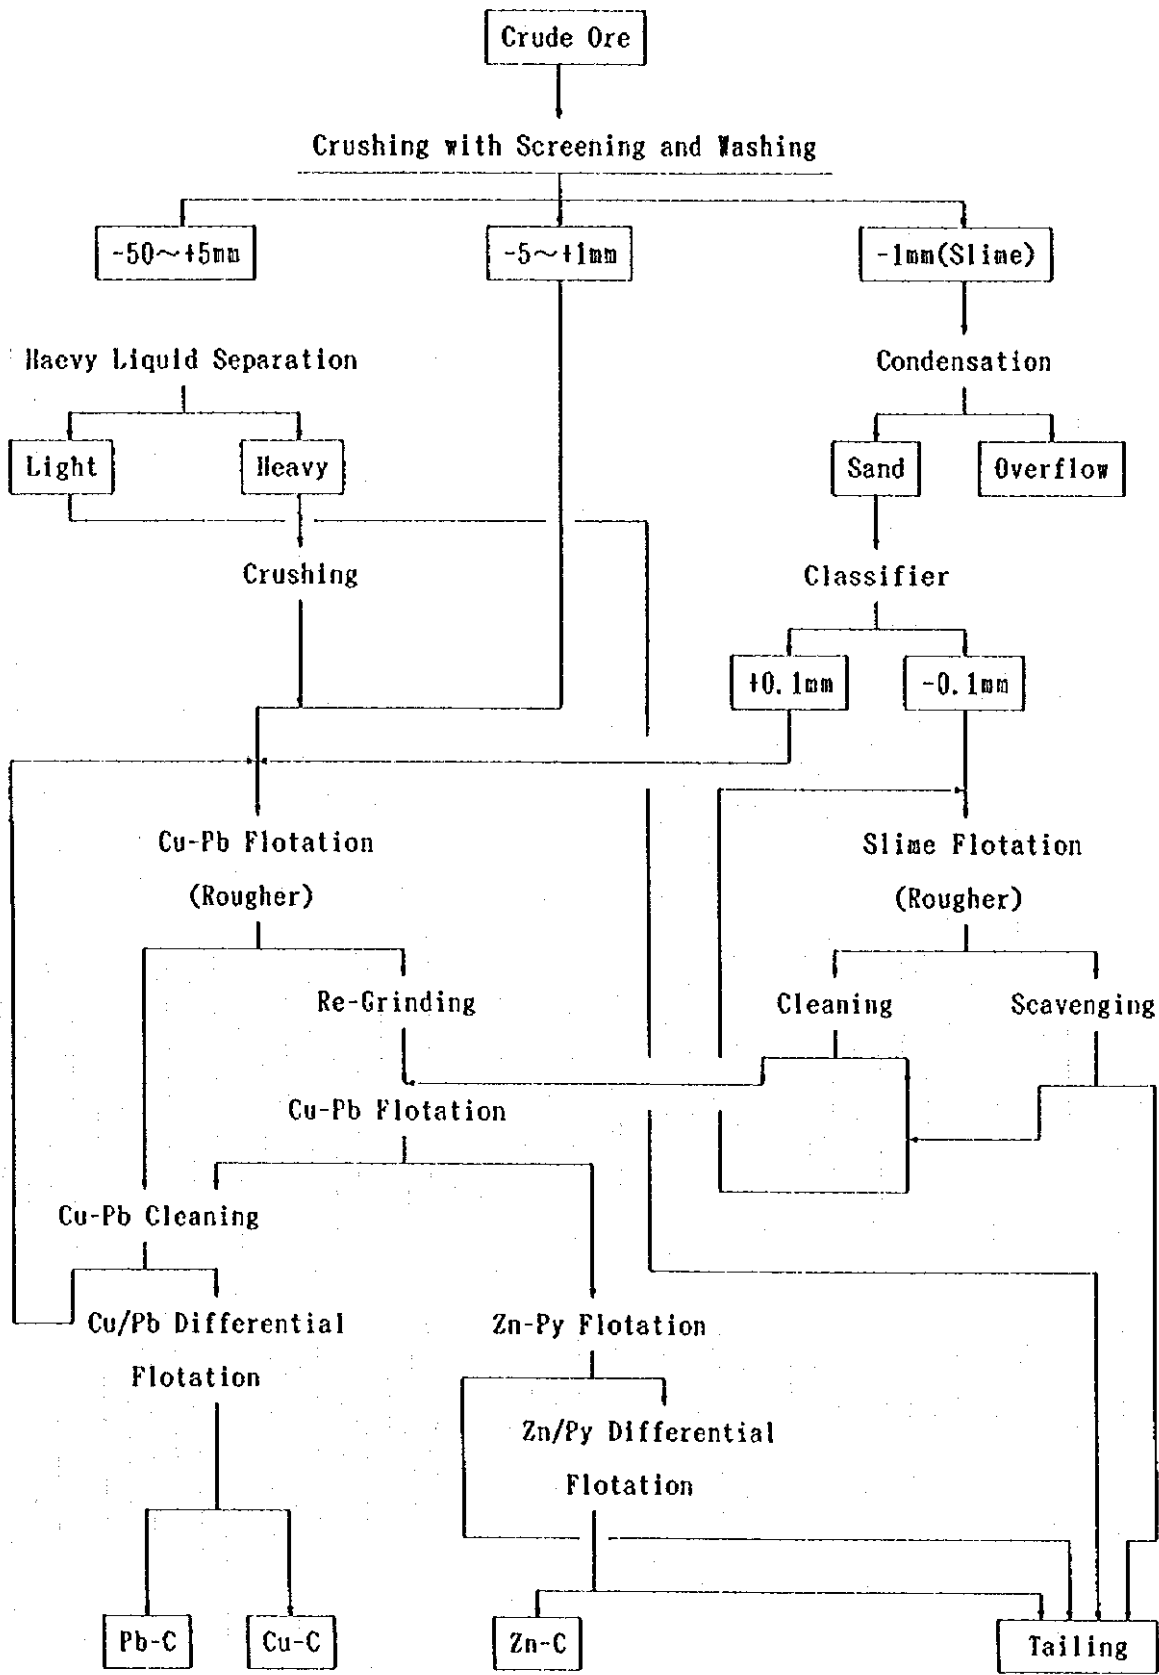 Crude Ore
Crushing with Screening and Washing
-50~+5mm
-5~+1mm
-1mm(Slime)
Haevy Liquid Separation
Condensation
Light
Heavy
Sand
Overflow
Crushing
Classifier
+0.1mm
-0.1mm
Cu-Pb Flotation
(Rougher)
Slime Flotation
(Rougher)
Re-Grinding
Cleaning
Scavenging
Cu-Pb Flotation
Cu-Pb Cleaning
Cu/Pb Differential
Flotation
Zn-Py Flotation
Zn/Py Differential
Flotation
Pb-C
Cu-C
Zn-C
Tailing